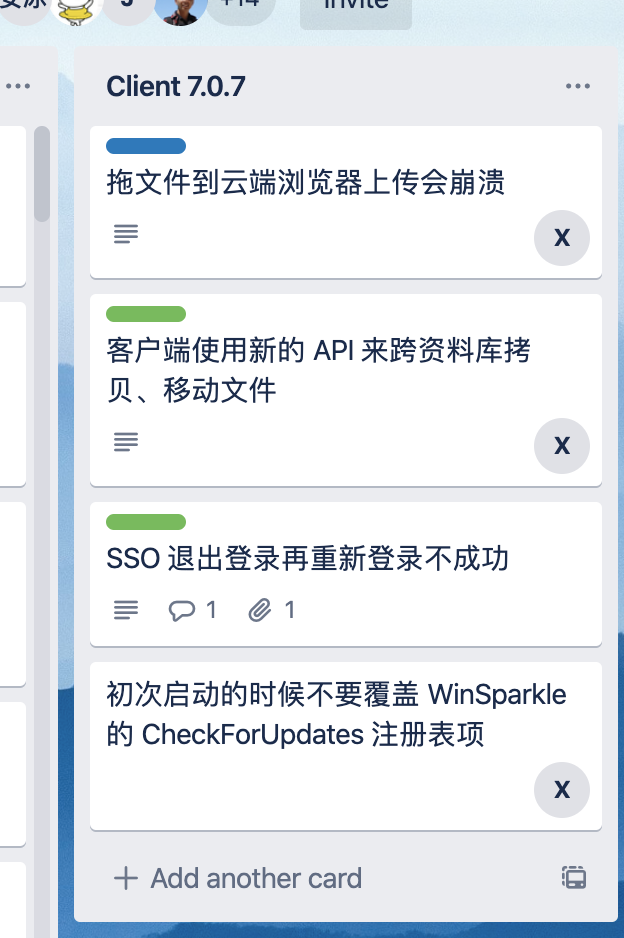 +14
Invite
Client 7.0.7
拖文件到云端浏览器上传会崩溃
X
客户端使用新的 API 来跨资料库拷
贝、移动文件
X
SSO 退出登录再重新登录不成功
1 1
初次启动的时候不要覆盖 WinSparkle
的 CheckForUpdates 注册表项
X
Add another card